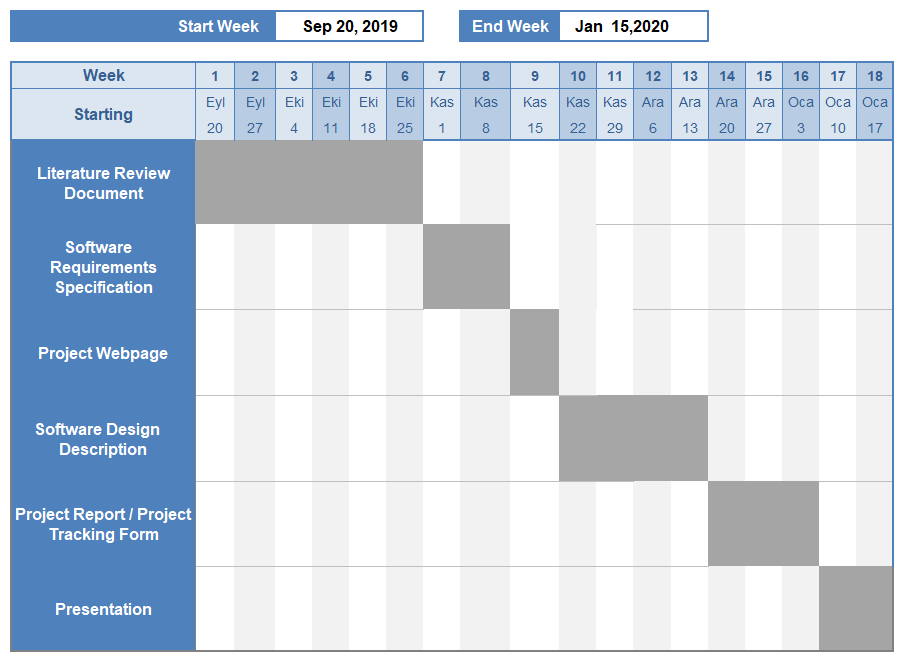 Start Week Sep 20, 2019 End Week Jan 15,2020
Week 1 2 3 4 5 6 7 8 9 10 11 12 13 14 15 16 17 18
Starting Eyl Eyl Eki Eki Eki Eki Kas Kas Kas Kas Kas Ara Ara Ara Ara Oca Oca Oca
20 27 4 11 18 25 1 8 15 22 29 6 13 20 27 3 10 17
Literature Review
Document
Software
Requirements
Specification
Project Webpage
Software Design
Description
Project Report / Project
Tracking Form
Presentation